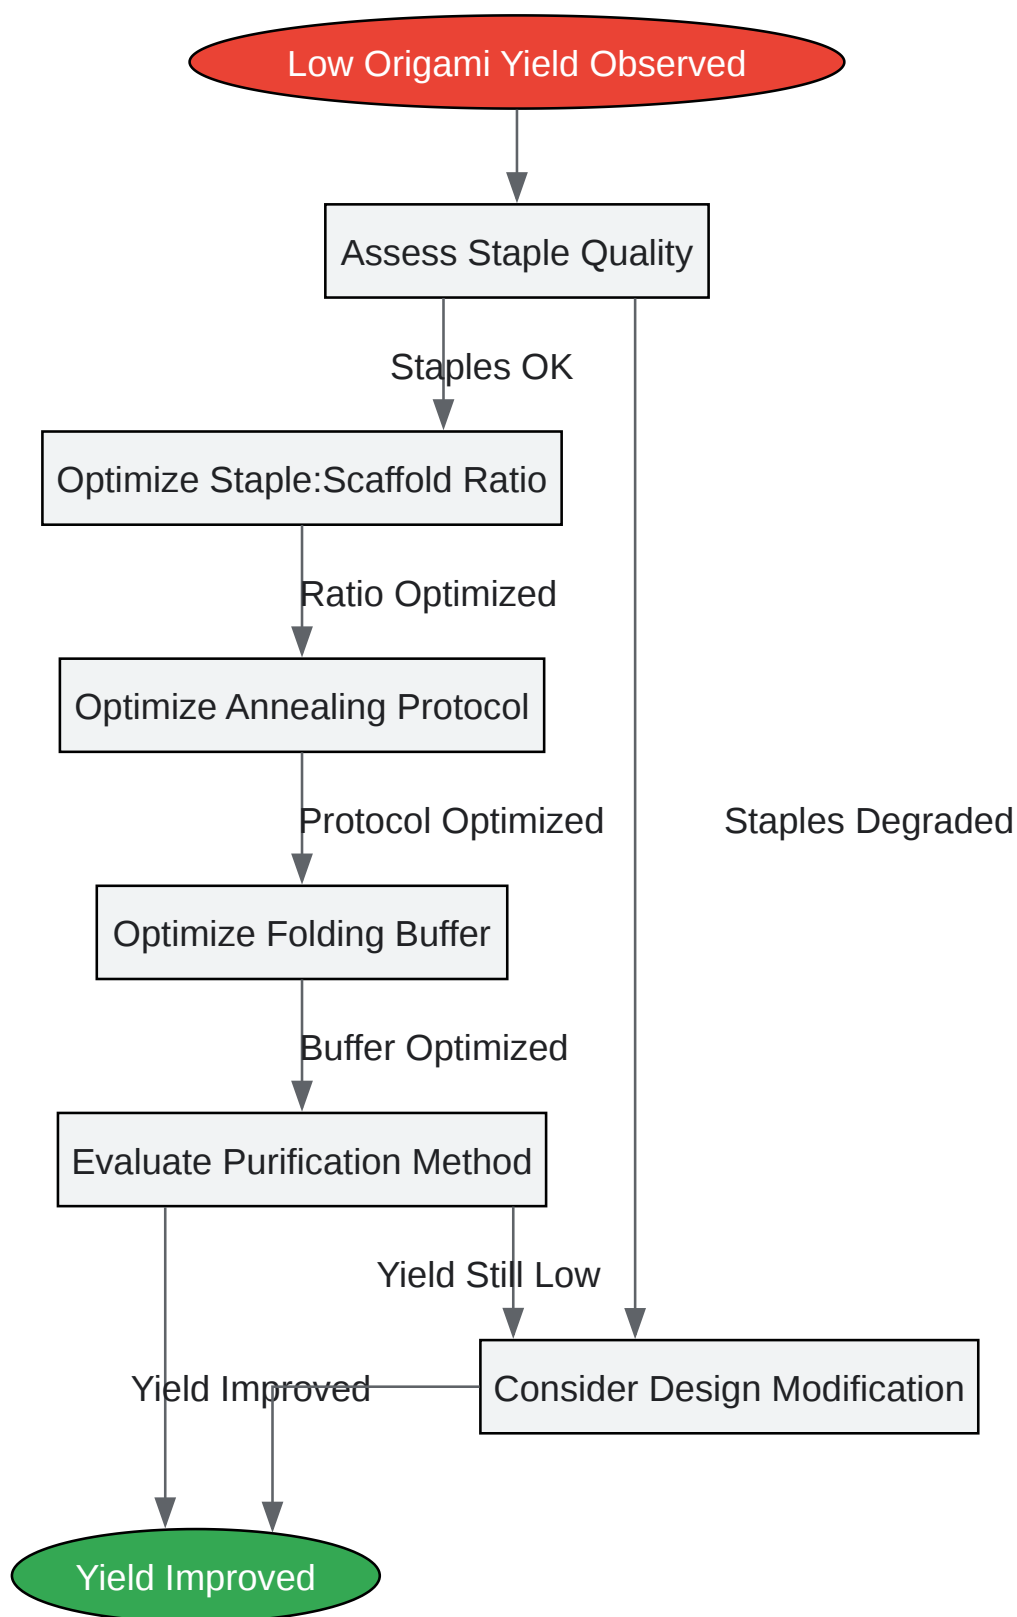 Low Origami Yield Observed
Assess Staple Quality
Staples OK
Optimize Staple:Scaffold Ratio
Ratio Optimized
Optimize Annealing Protocol
Protocol Optimized
Staples Degraded
Optimize Folding Buffer
Buffer Optimized
Evaluate Purification Method
Yield Still Low
Yield Improved
Consider Design Modification
Yield Improved